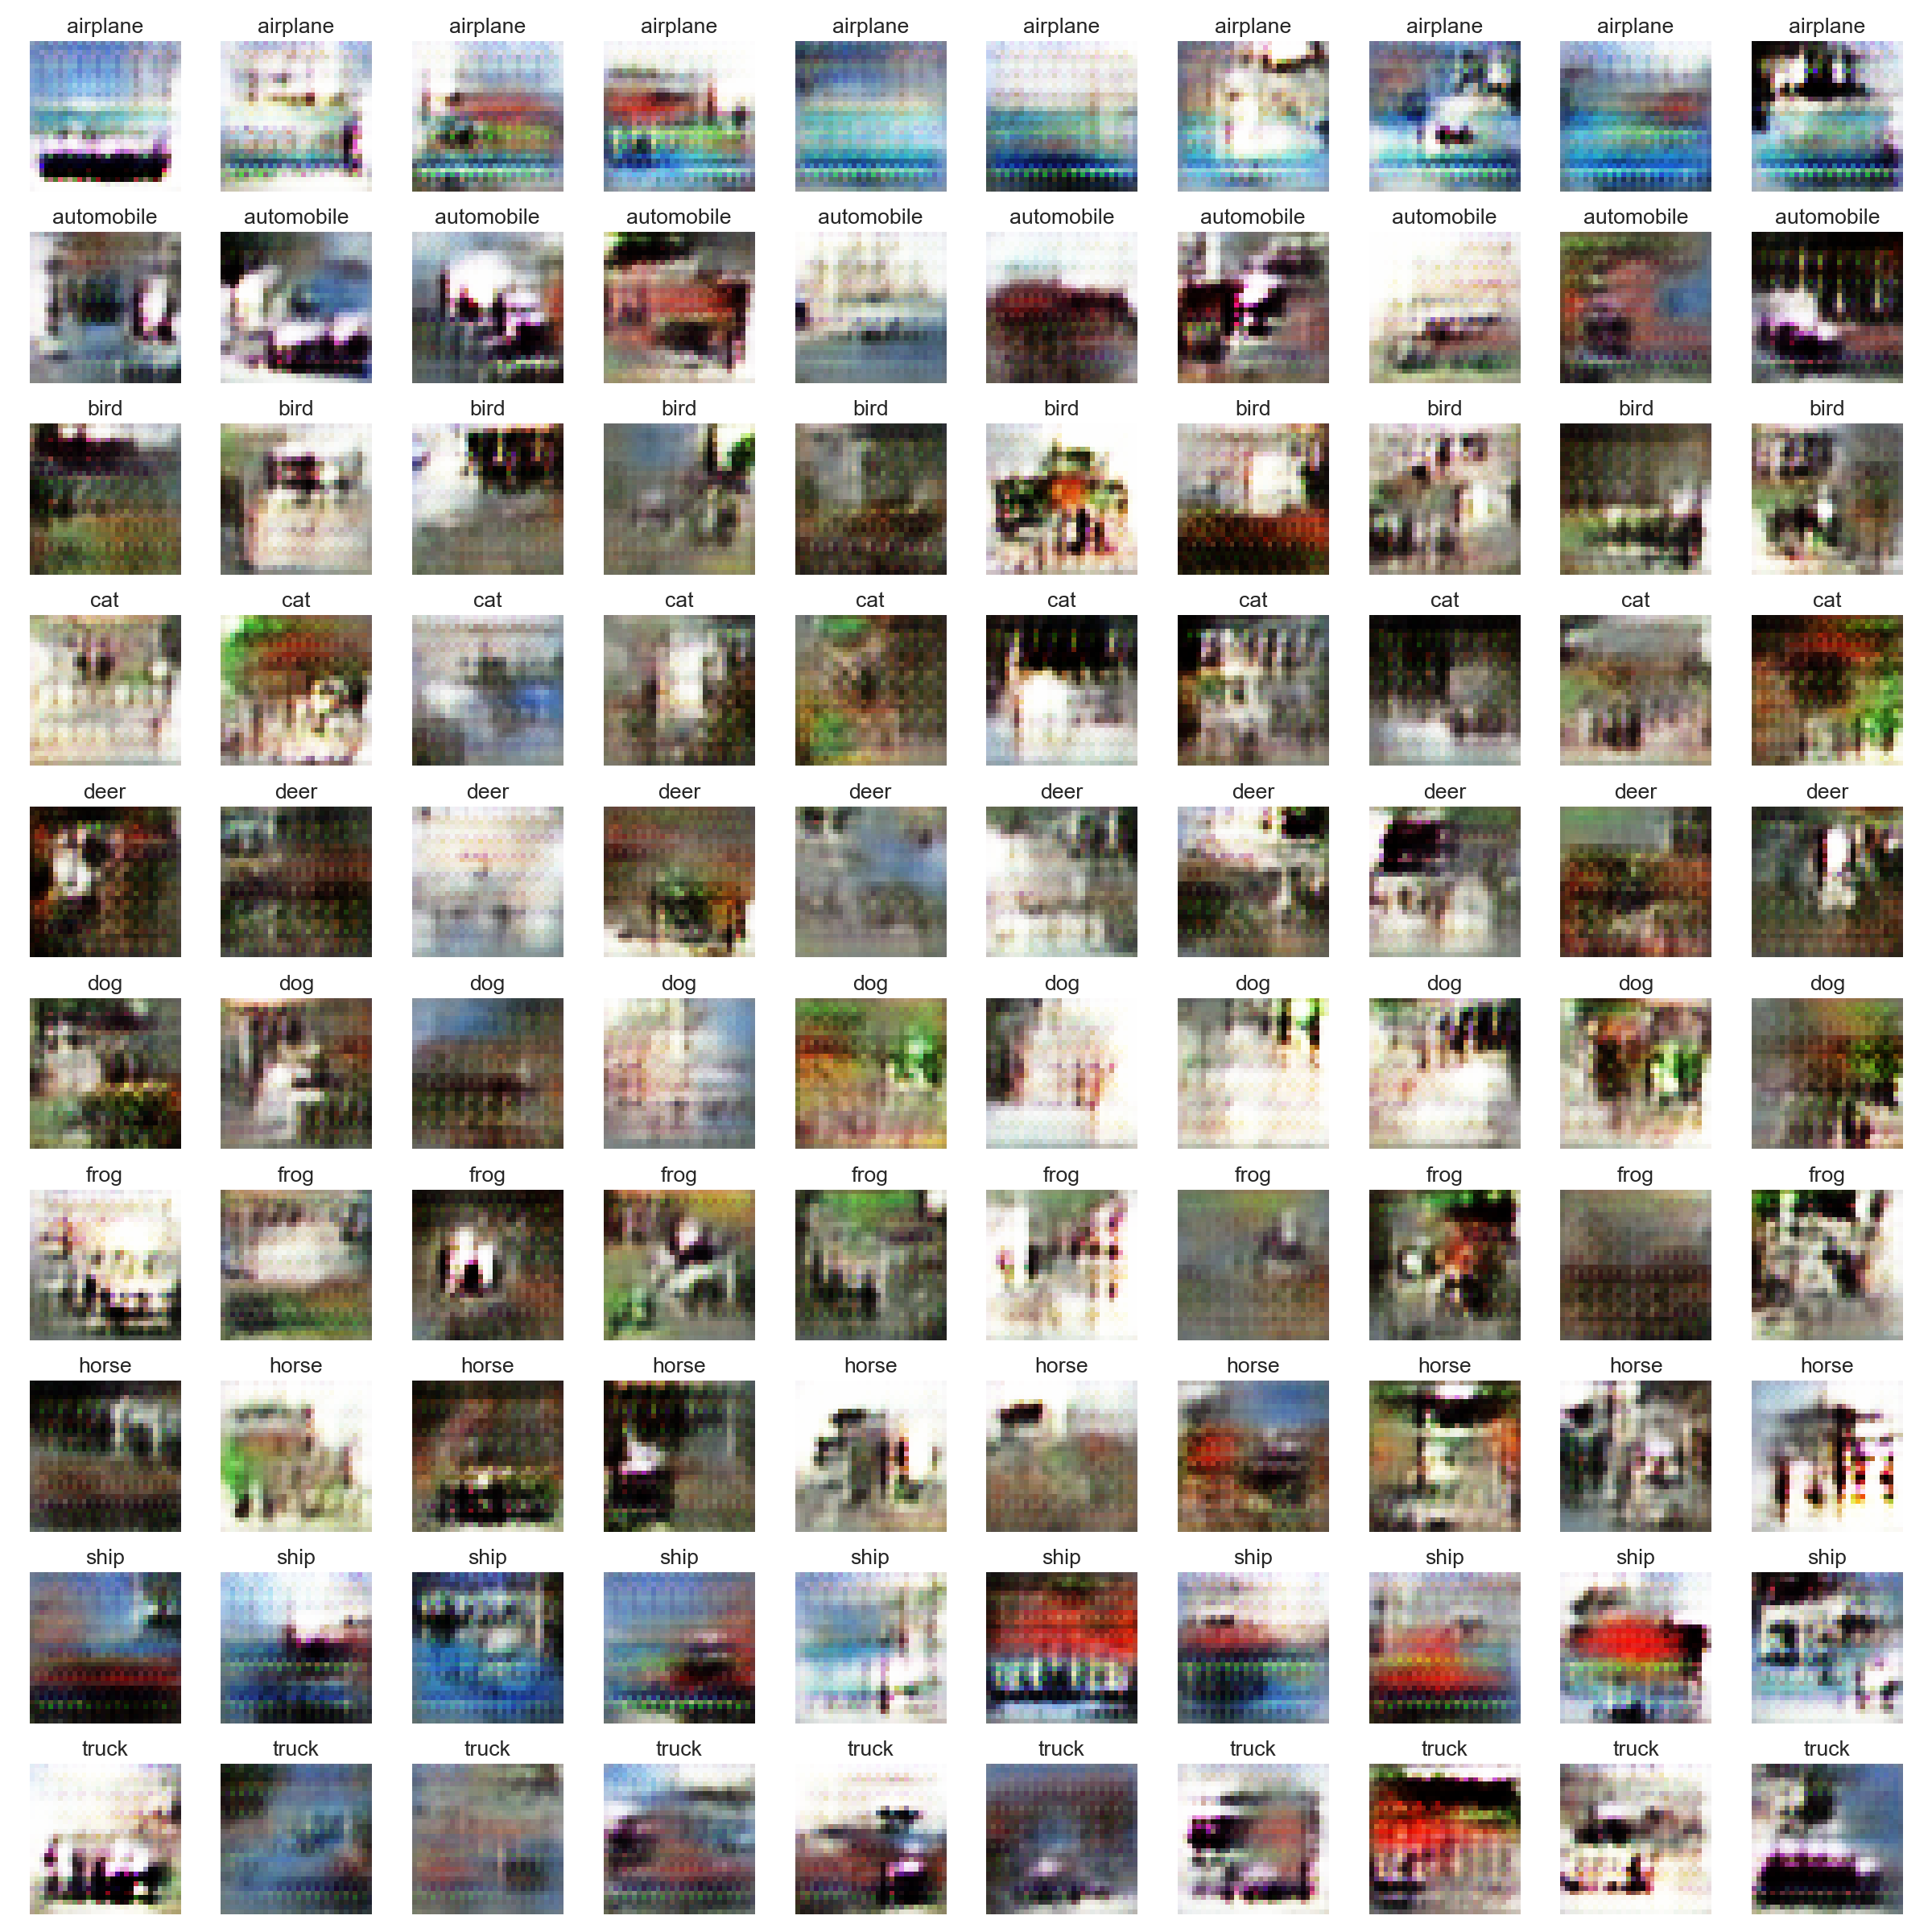 airplane airplane airplane airplane airplane airplane airplane airplane airplane airplane
automobile automobile automobile automobile automobile automobile automobile automobile automobile automobile
bird bird bird bird bird bird bird bird bird bird
cat cat cat cat cat cat cat cat cat cat
deer deer deer deer deer deer deer deer deer deer
dog dog dog dog dog dog dog dog dog dog
frog frog frog frog frog frog frog frog frog frog
horse horse horse horse horse horse horse horse horse horse
ship ship ship ship ship ship ship ship ship ship
truck truck truck truck truck truck truck truck truck truck